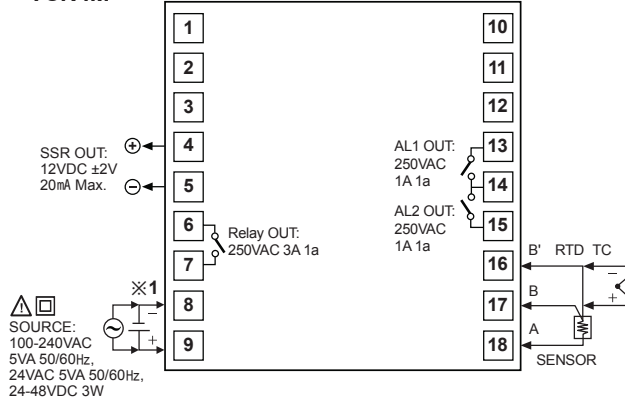 1
2
3
4
5
6
7
8
9
10
11
12
13
14
15
16
17
18
SSR OUT:
12VDC ±2V
20mA Max.
Relay OUT:
250VAC 3A 1a
※1
SOURCE:
100-240VAC
5VA 50/60Hz,
24VAC 5VA 50/60Hz,
24-48VDC 3W
AL1 OUT:
250VAC
1A 1a
AL2 OUT:
250VAC
1A 1a
B' RTD TC
B
A
SENSOR